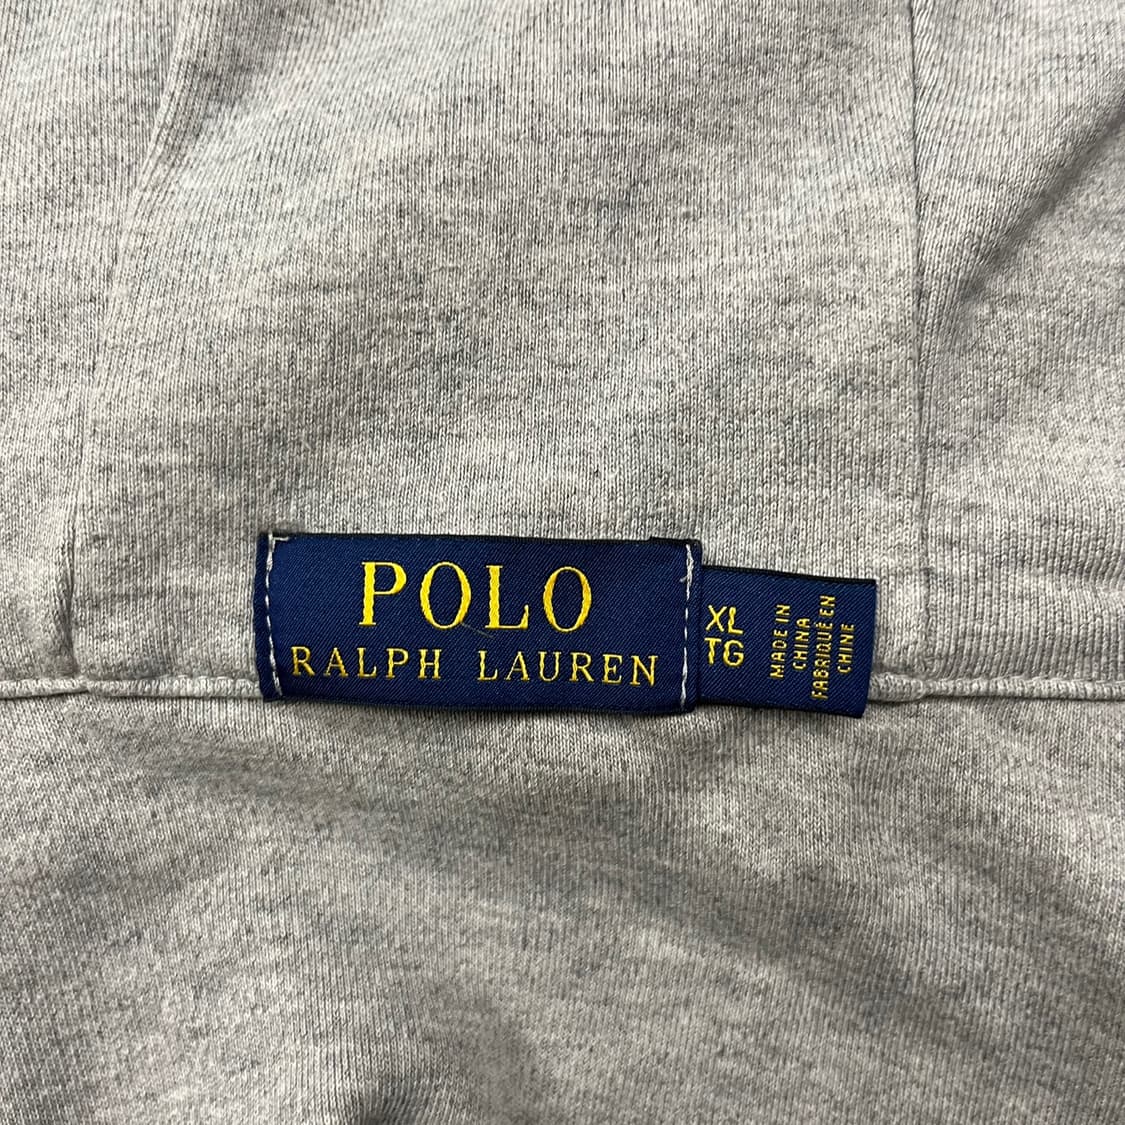 POLO
RALPH LAUREN
XL
TG
MADE IN
CHINA
FABRIQUÉ EN
CHINE